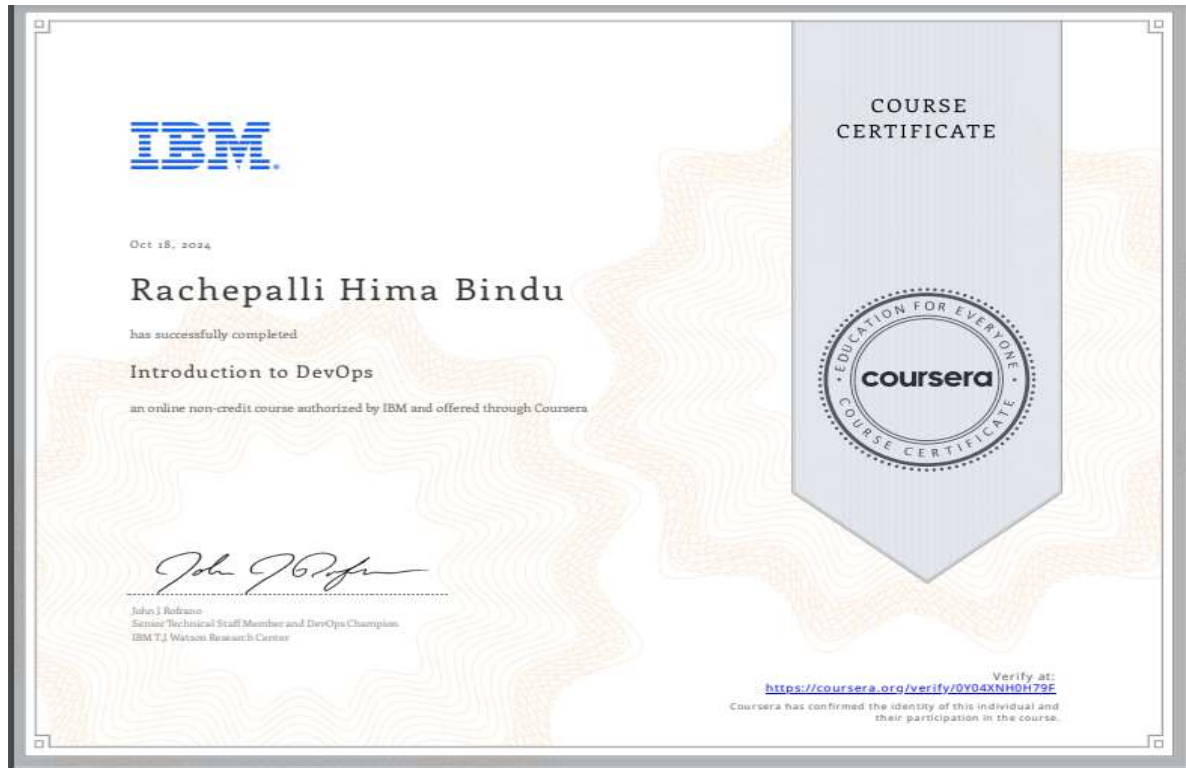 COURSE
CERTIFICATE
IBM
Oct 18, 2024
Rachepalli Hima Bindu
has successfully completed
Introduction to DevOps
an online non-credit course authorized by IBM and offered through Coursera
EDUCATION FOR EVERYONE
coursera
COURSE CERTIFICATE
John J Rofrano
John J Rofrano
Senior Technical Staff Member and DevOps Champion
IBM T.J Watson Research Center
Verify at:
https://coursera.org/verify/0Y04XNH0H79F
Coursera has confirmed the identity of this individual and
their participation in the course.